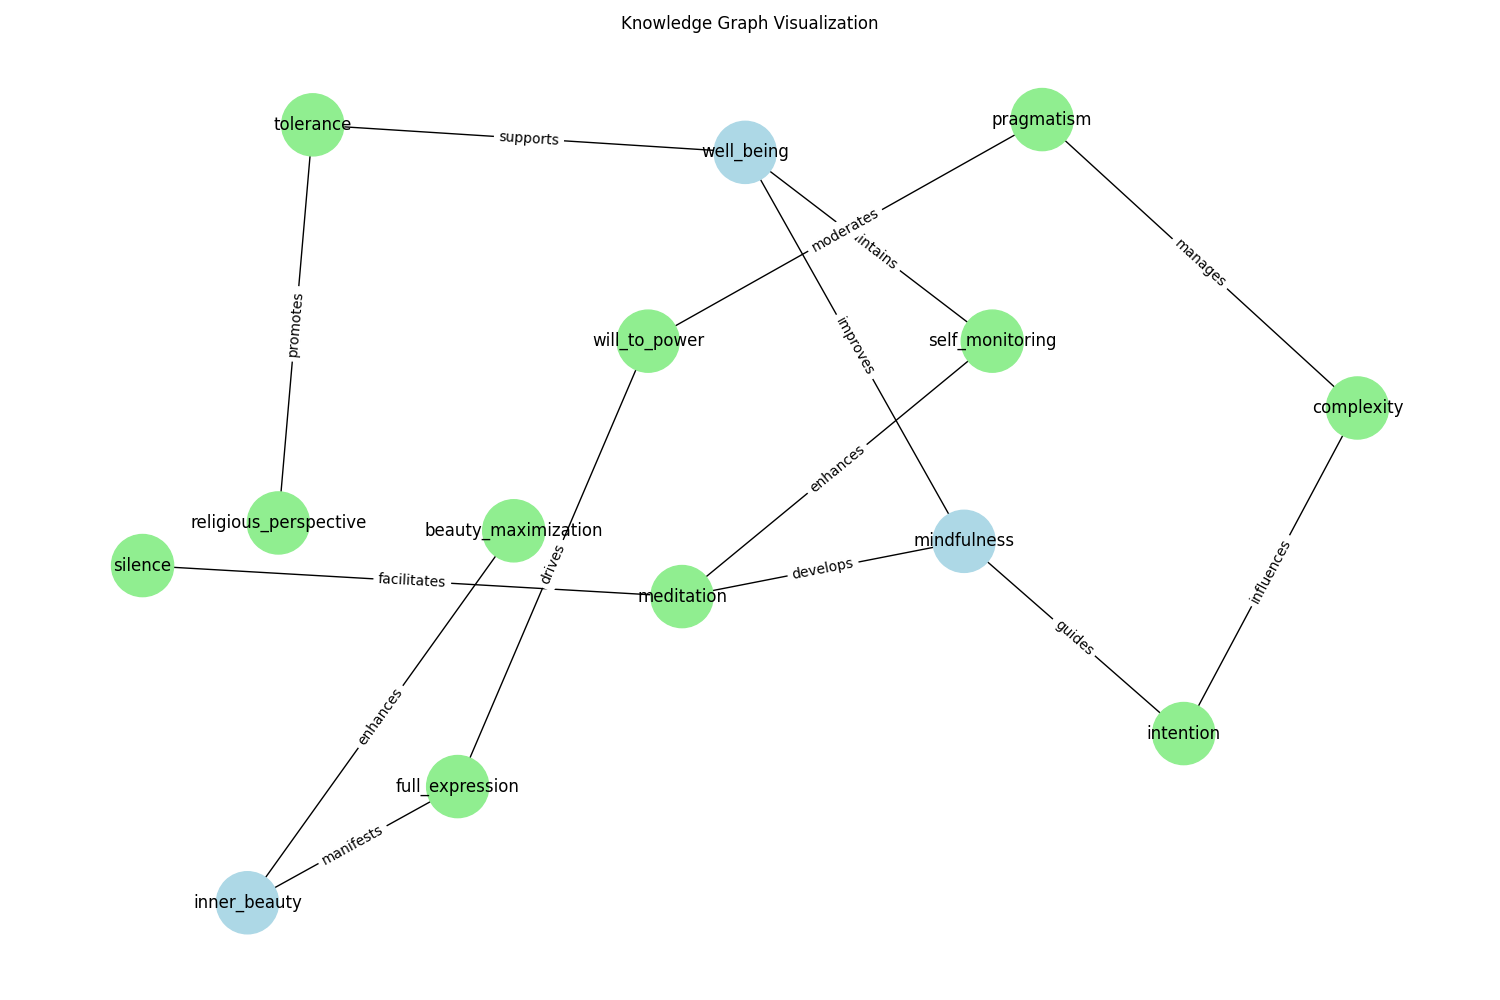 Knowledge Graph Visualization
tolerance
supports
well_being
pragmatism
moderates
manages
promotes
improves
will_to_power
self_monitoring
complexity
enhances
religious_perspective
beauty_maximization
silence
facilitates
drives
meditation
develops
mindfulness
influences
guides
enhances
intention
full_expression
manifests
inner_beauty